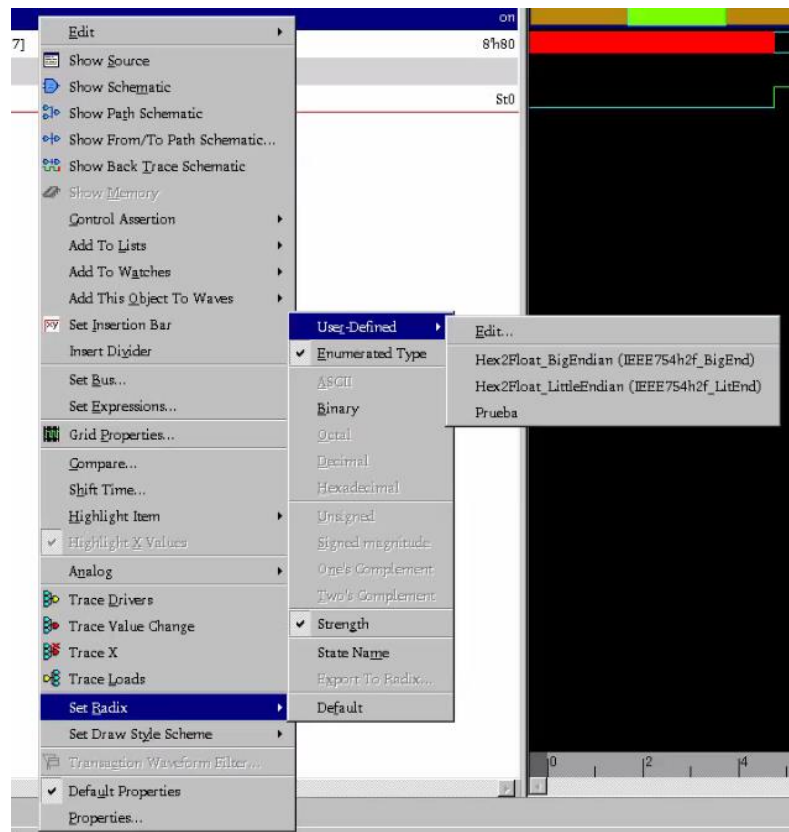 on
7]
8'h80
St0
Edit
Show Source
Show Schematic
Show Path Schematic
Show From/To Path Schematic...
Show Back Trace Schematic
Show Memory
Control Assertion
Add To Lists
Add To Watches
Add This Object To Waves
Set Insertion Bar
Insert Divider
Set Bus...
Set Expressions...
Grid Properties...
Compare...
Shift Time...
Highlight Item
Highlight X Values
Analog
Trace Drivers
Trace Value Change
Trace X
Trace Loads
Set Radix
Set Draw Style Scheme
Transaction Waveform Filter...
Default Properties
Properties...
User-Defined
Enumerated Type
ASCII
Binary
Octal
Decimal
Hexadecimal
Unsigned
Signed magnitude
One's Complement
Two's Complement
Strength
State Name
Export To Radix...
Default
Edit...
Hex2Float_BigEndian (IEEE754h2f_BigEnd)
Hex2Float_LittleEndian (IEEE754h2f_LitEnd)
Prueba
0 2 4